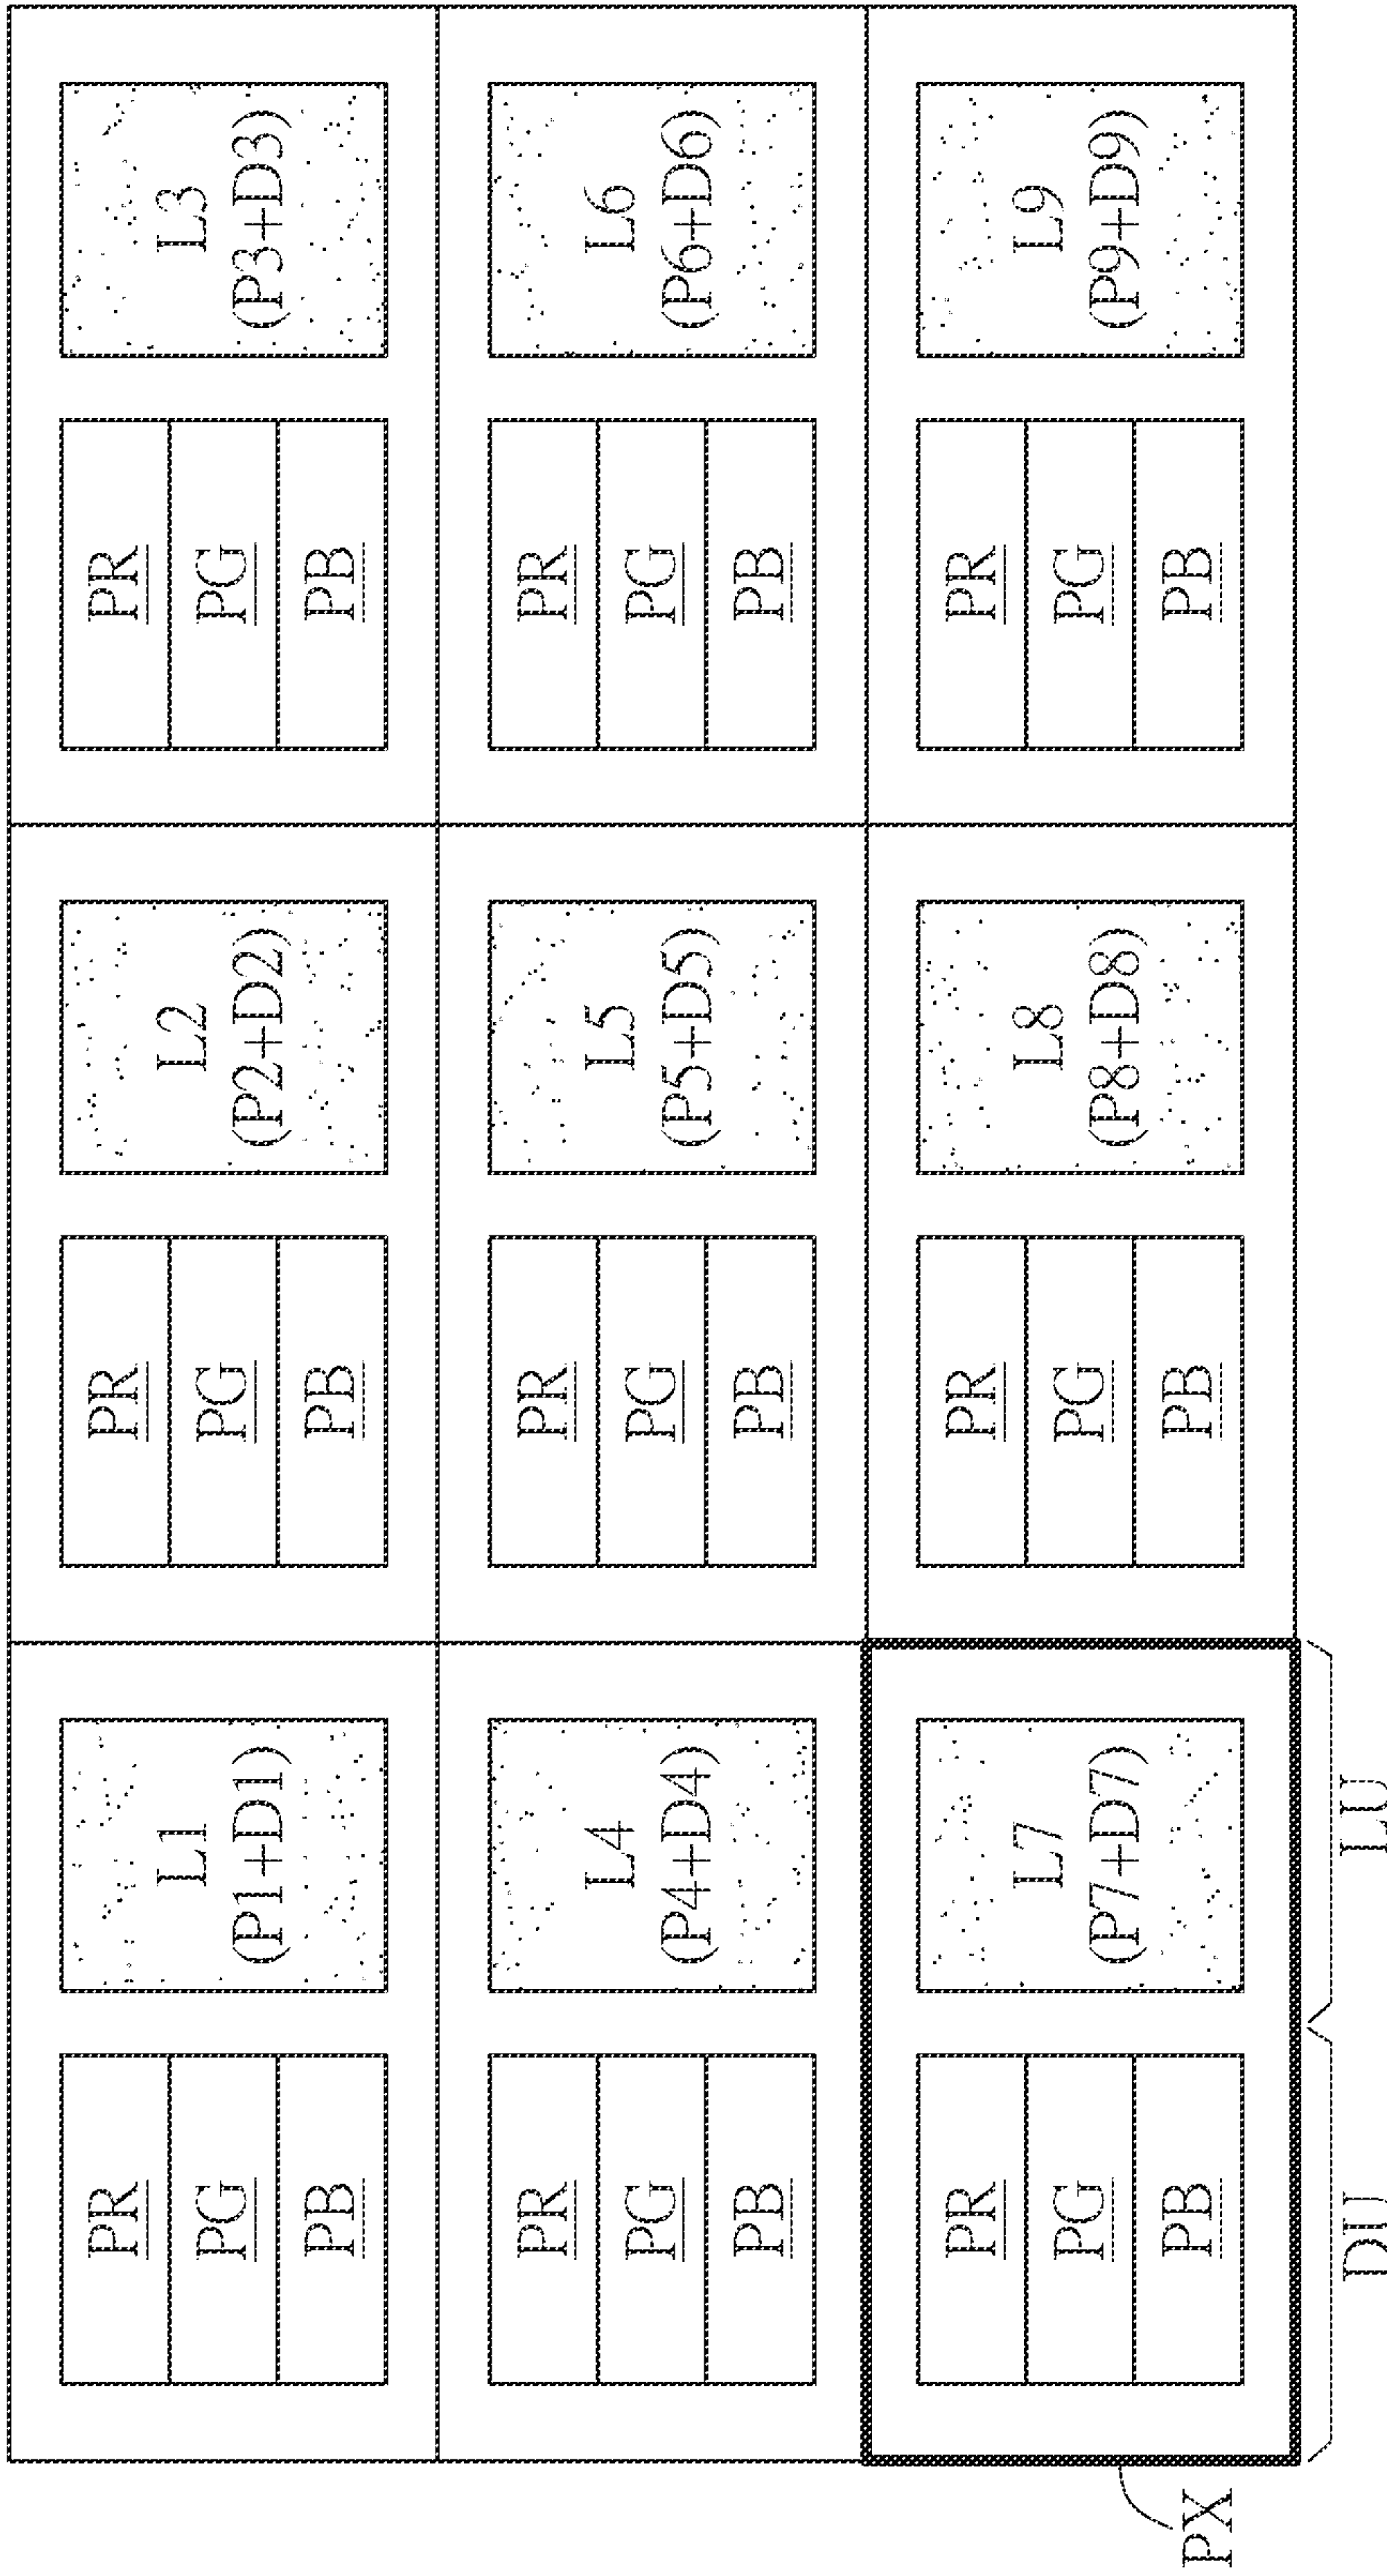 PR
PG
PB
L1
(P1+D1)
PR
PG
PB
L2
(P2+D2)
PR
PG
PB
L3
(P3+D3)
PR
PG
PB
L4
(P4+D4)
PR
PG
PB
L5
(P5+D5)
PR
PG
PB
L6
(P6+D6)
PR
PG
PB
L7
(P7+D7)
PR
PG
PB
L8
(P8+D8)
PR
PG
PB
L9
(P9+D9)
PX
DU
LU